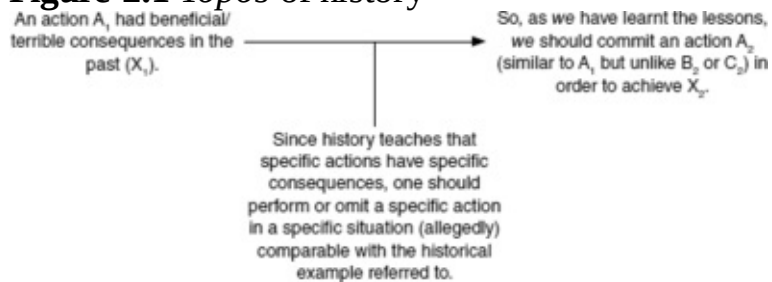 Figure 2.1 Topos of history
An action A₁ had beneficial/
terrible consequences in the
past (X₁).
So, as we have learnt the lessons,
we should commit an action A₂
(similar to A₁ but unlike B₂ or C₂) in
order to achieve X₂.
Since history teaches that
specific actions have specific
consequences, one should
perform or omit a specific action
in a specific situation (allegedly)
comparable with the historical
example referred to.